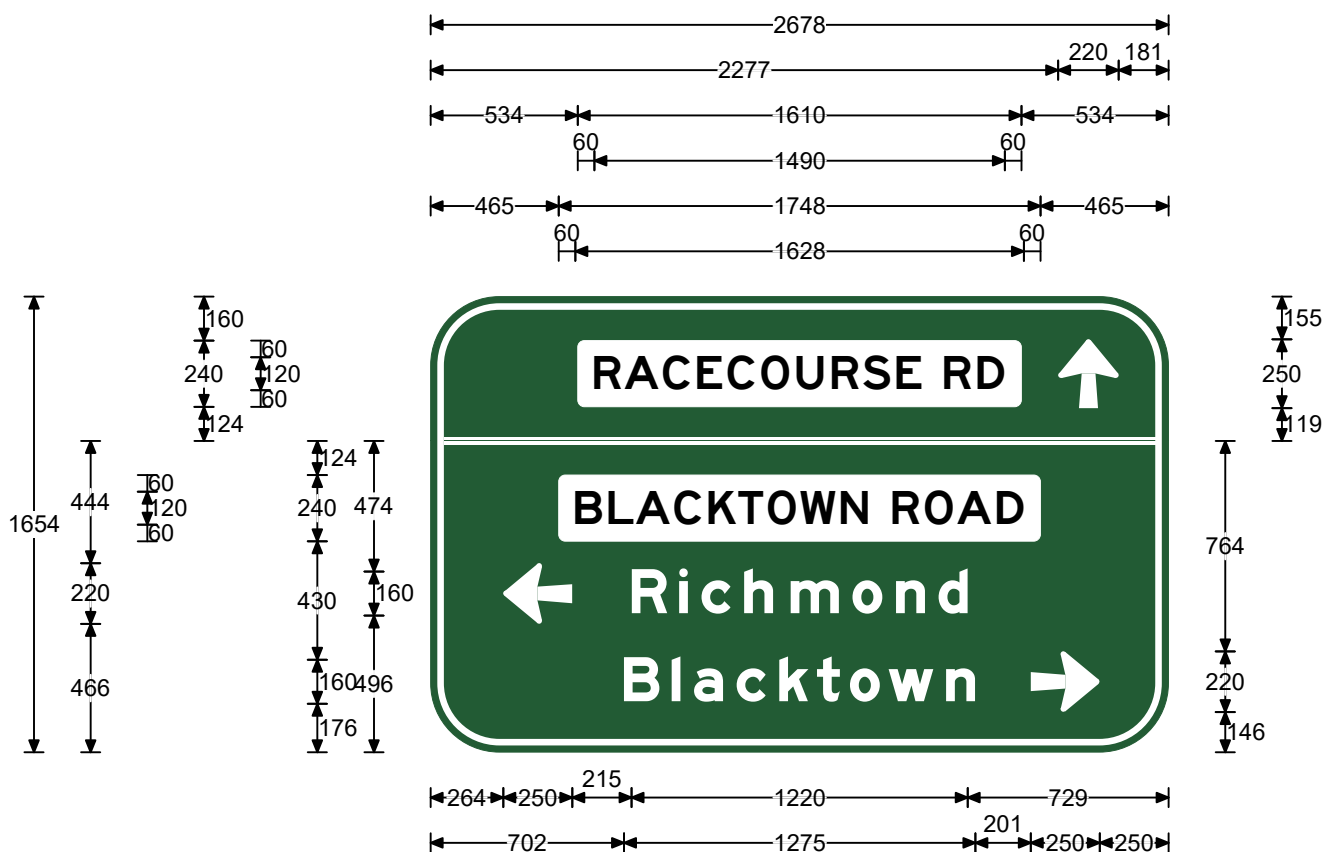 2678
2277 220 181
534 1610 534
60 1490 60
465 1748 465
60 1628 60
160 155
60
240 120 250
60
124 119
RACECOURSE RD
124
60
444 120 240 474
60
1654
BLACKTOWN ROAD
764
220 430 160
Richmond
466 160 496 220
Blacktown
176 146
264 250 215 1220 729
702 1275 201 250 250